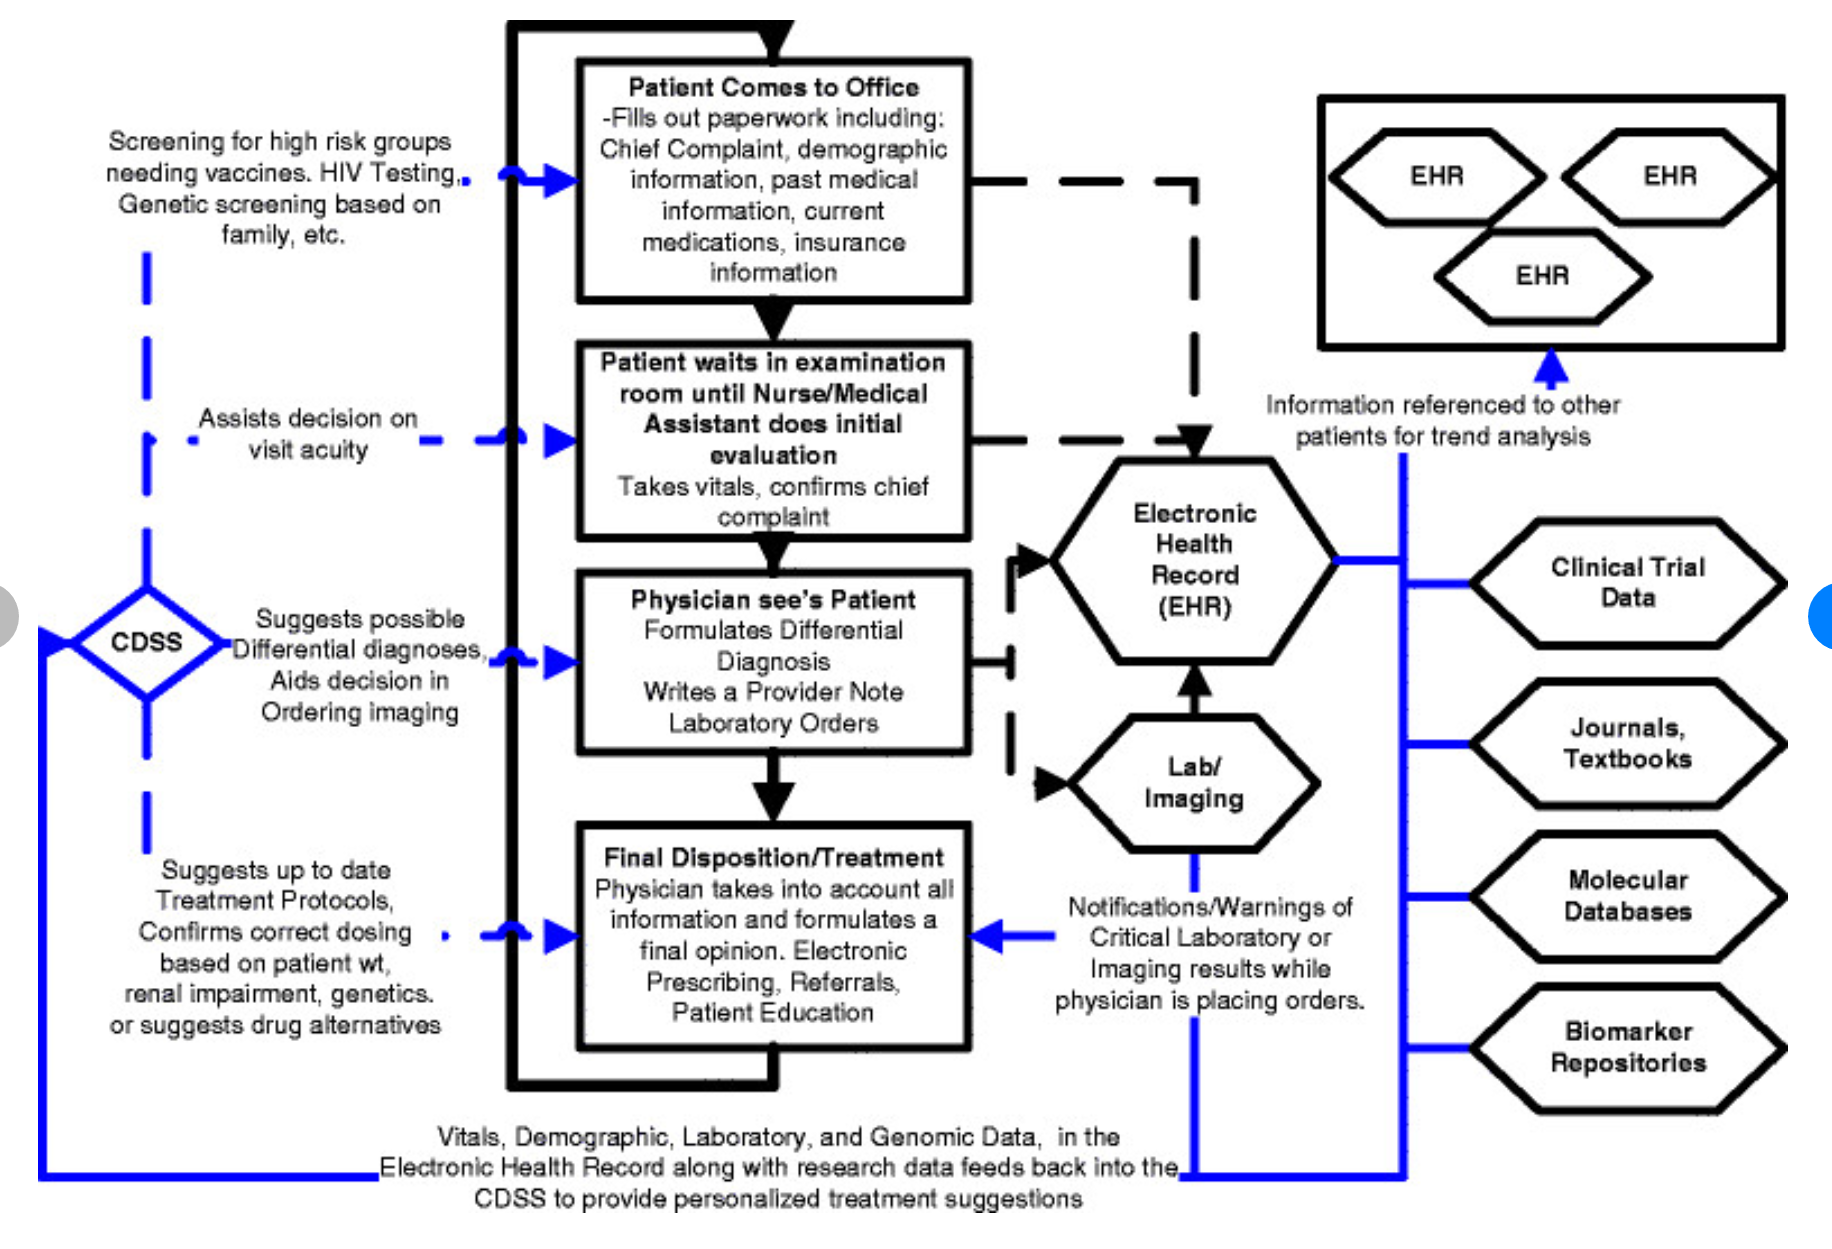 Patient Comes to Office
-Fills out paperwork including:
Chief Complaint, demographic
information, past medical
information, current
medications, insurance
information
Screening for high risk groups
needing vaccines. HIV Testing,
Genetic screening based on
family, etc.
EHR
EHR
EHR
Patient waits in examination
room until Nurse/Medical
Assistant does initial
evaluation
Takes vitals, confirms chief
complaint
Assists decision on
visit acuity
Information referenced to other
patients for trend analysis
Electronic
Health
Record
(EHR)
Clinical Trial
Data
CDSS
Suggests possible
Differential diagnoses,
Aids decision in
Ordering imaging
Physician see's Patient
Formulates Differential
Diagnosis
Writes a Provider Note
Laboratory Orders
Lab/
Imaging
Journals,
Textbooks
Suggests up to date
Treatment Protocols,
Confirms correct dosing
based on patient wt,
renal impairment, genetics.
or suggests drug alternatives
Final Disposition/Treatment
Physician takes into account all
information and formulates a
final opinion. Electronic
Prescribing, Referrals,
Patient Education
Notifications/Warnings of
Critical Laboratory or
Imaging results while
physician is placing orders.
Molecular
Databases
Biomarker
Repositories
Vitals, Demographic, Laboratory, and Genomic Data, in the
Electronic Health Record along with research data feeds back into the
CDSS to provide personalized treatment suggestions